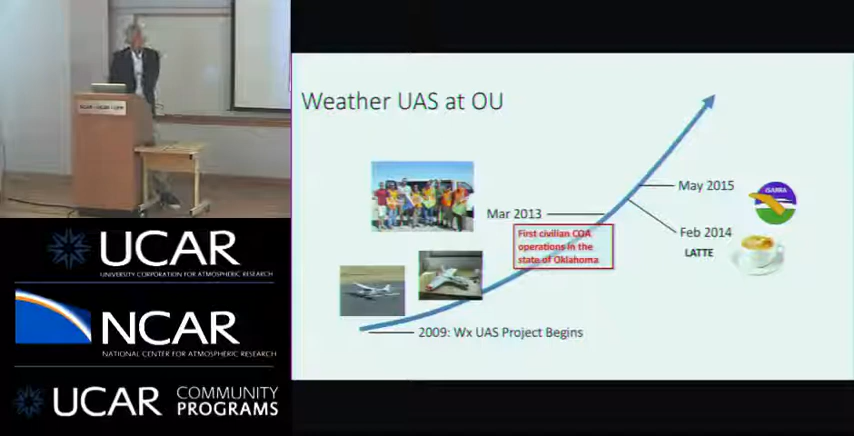 Weather UAS at OU
May 2015
Mar 2013
First civilian COA
operations in the
state of Oklahoma
Feb 2014
LATTE
2009: Wx UAS Project Begins
UCAR
UNIVERSITY CORPORATION FOR ATMOSPHERIC RESEARCH
NCAR
NATIONAL CENTER FOR ATMOSPHERIC RESEARCH
UCAR COMMUNITY
PROGRAMS